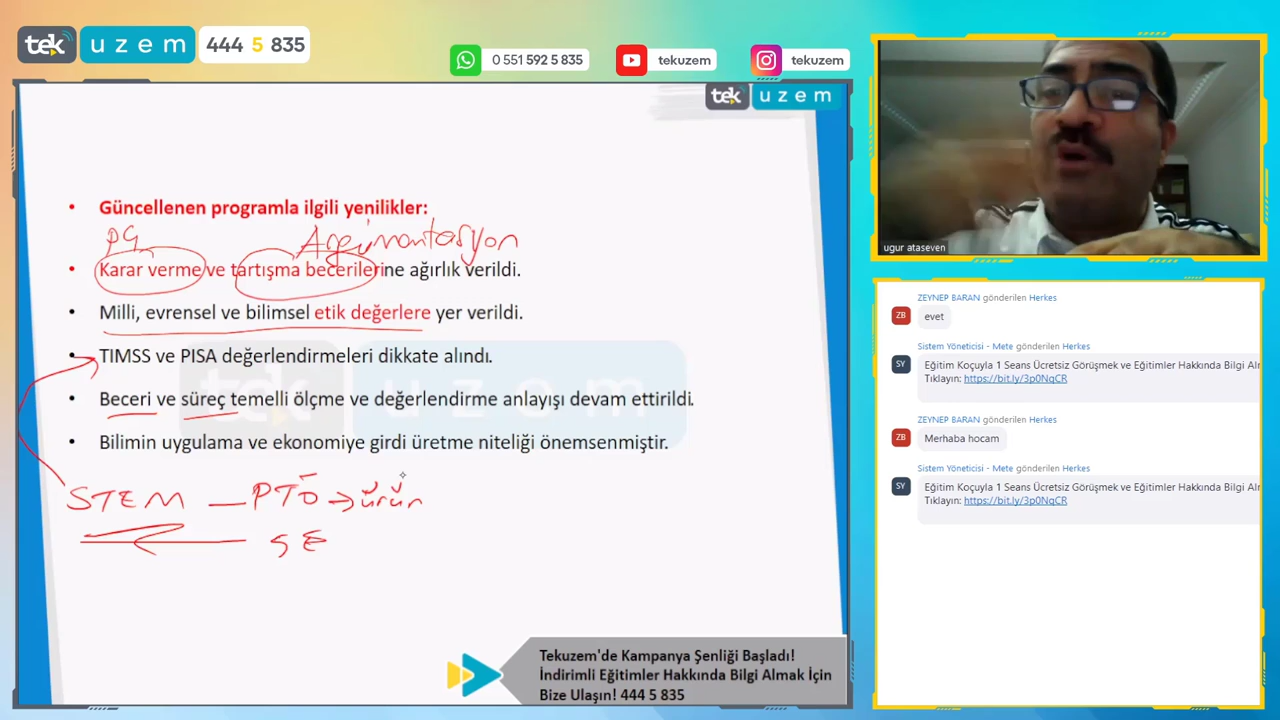 tek uzem 444 5 835
0 551 592 5 835 tekuzem tekuzem
tek uzem
Güncellenen programla ilgili yenilikler:
Argümantasyon
Karar verme ve tartışma becerilerine ağırlık verildi.
Milli, evrensel ve bilimsel etik değerlere yer verildi.
TIMSS ve PISA değerlendirmeleri dikkate alındı.
Beceri ve süreç temelli ölçme ve değerlendirme anlayışı devam ettirildi.
Bilimin uygulama ve ekonomiye girdi üretme niteliği önemsenmiştir.
STEM — PTÖ → ürün
SE
Tekuzem'de Kampanya Şenliği Başladı!
İndirimli Eğitimler Hakkında Bilgi Almak İçin
Bize Ulaşın! 444 5 835
ugur ataseven
ZEYNEP BARAN gönderilen Herkes
ZB evet
Sistem Yöneticisi - Mete gönderilen Herkes
SY Eğitim Koçuyla 1 Seans Ücretsiz Görüşmek ve Eğitimler Hakkında Bilgi Alr
Tıklayın: https://bit.ly/3p0NqCR
ZEYNEP BARAN gönderilen Herkes
ZB Merhaba hocam
Sistem Yöneticisi - Mete gönderilen Herkes
SY Eğitim Koçuyla 1 Seans Ücretsiz Görüşmek ve Eğitimler Hakkında Bilgi Alr
Tıklayın: https://bit.ly/3p0NqCR